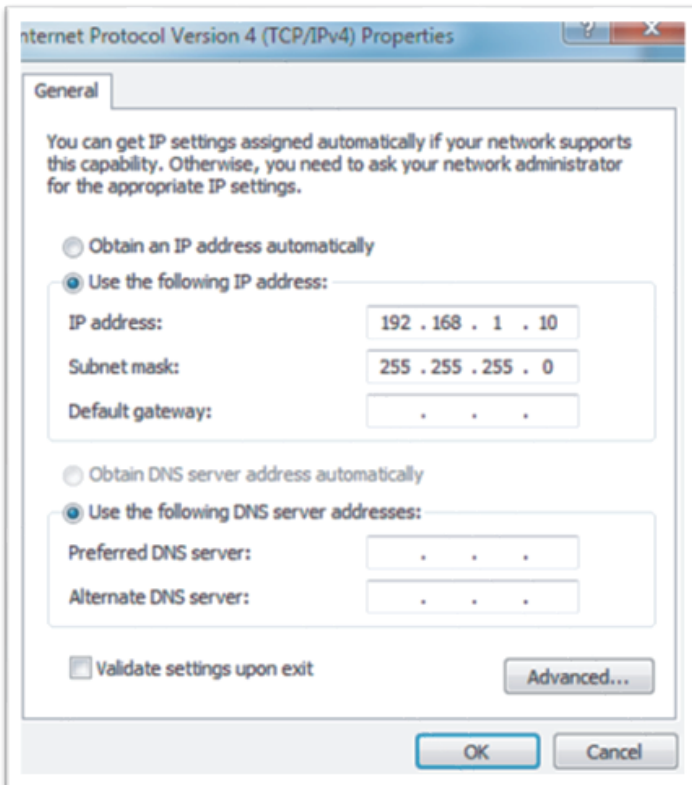 nternet Protocol Version 4 (TCP/IPv4) Properties
?
X
General
You can get IP settings assigned automatically if your network supports
this capability. Otherwise, you need to ask your network administrator
for the appropriate IP settings.
Obtain an IP address automatically
Use the following IP address:
IP address: 192 . 168 . 1 . 10
Subnet mask: 255 . 255 . 255 . 0
Default gateway: . . .
Obtain DNS server address automatically
Use the following DNS server addresses:
Preferred DNS server: . . .
Alternate DNS server: . . .
Validate settings upon exit
Advanced...
OK Cancel